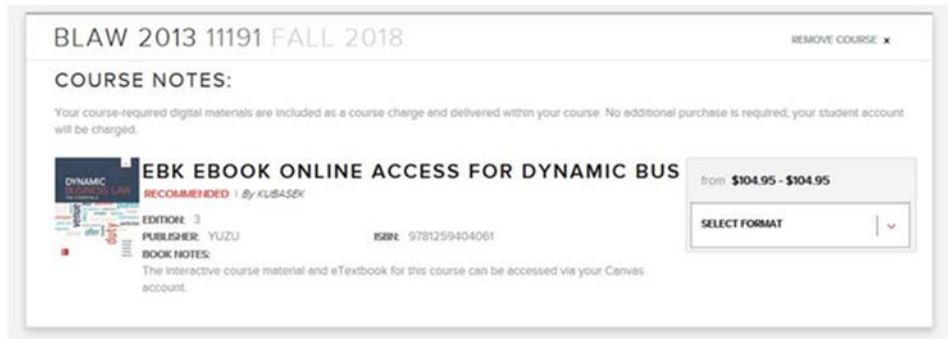 BLAW 2013 11191 FALL 2018
REMOVE COURSE x
COURSE NOTES:
Your course-required digital materials are included as a course charge and delivered within your course. No additional purchase is required; your student account
will be charged.
DYNAMIC
BUSINESS LAW
venue
offer
duty
EBK EBOOK ONLINE ACCESS FOR DYNAMIC BUS
RECOMMENDED | By KUBASEK
EDITION: 3
PUBLISHER: YUZU ISBN: 9781259404061
BOOK NOTES:
The interactive course material and eTextbook for this course can be accessed via your Canvas
account.
from $104.95 - $104.95
SELECT FORMAT